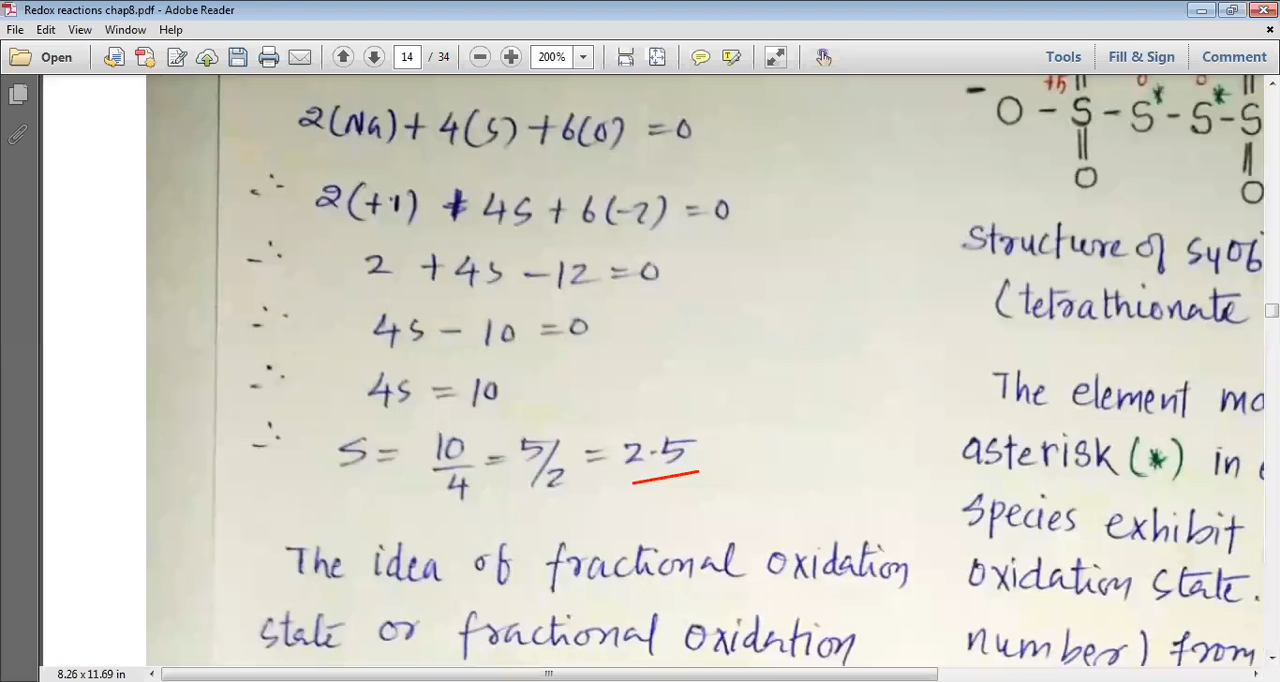 Redox reactions chap8.pdf - Adobe Reader
File Edit View Window Help
Open 14 / 34 200% Tools Fill & Sign Comment
2(Na) + 4(S) + 6(O) = 0
∴ 2(+1) + 4S + 6(-2) = 0
∴ 2 + 4S - 12 = 0
∴ 4S - 10 = 0
∴ 4S = 10
∴ S = 10/4 = 5/2 = 2.5
The idea of fractional oxidation
state or fractional oxidation
+5 0 0
- O - S - S* - S* - S
O O
Structure of S4O6
(tetrathionate
The element
asterisk (*) in
species exhibit
oxidation state.
number) from
8.26 x 11.69 in